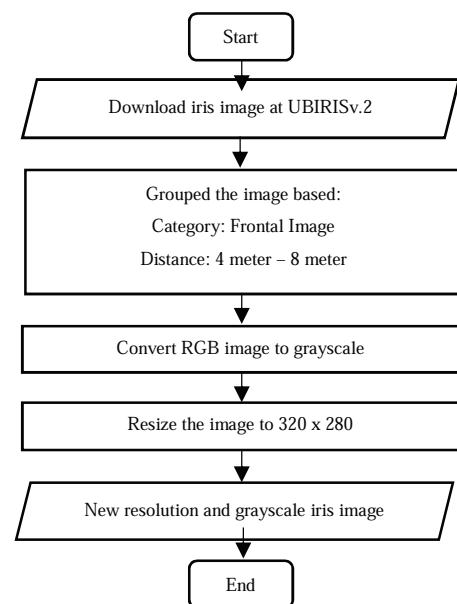 Start
Download iris image at UBIRISv.2
Grouped the image based:
Category: Frontal Image
Distance: 4 meter – 8 meter
Convert RGB image to grayscale
Resize the image to 320 x 280
New resolution and grayscale iris image
End